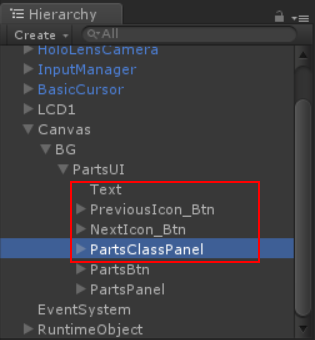 Hierarchy
Create All
HoloLensCamera
InputManager
BasicCursor
LCD1
Canvas
BG
PartsUI
Text
PreviousIcon_Btn
NextIcon_Btn
PartsClassPanel
PartsBtn
PartsPanel
EventSystem
RuntimeObject